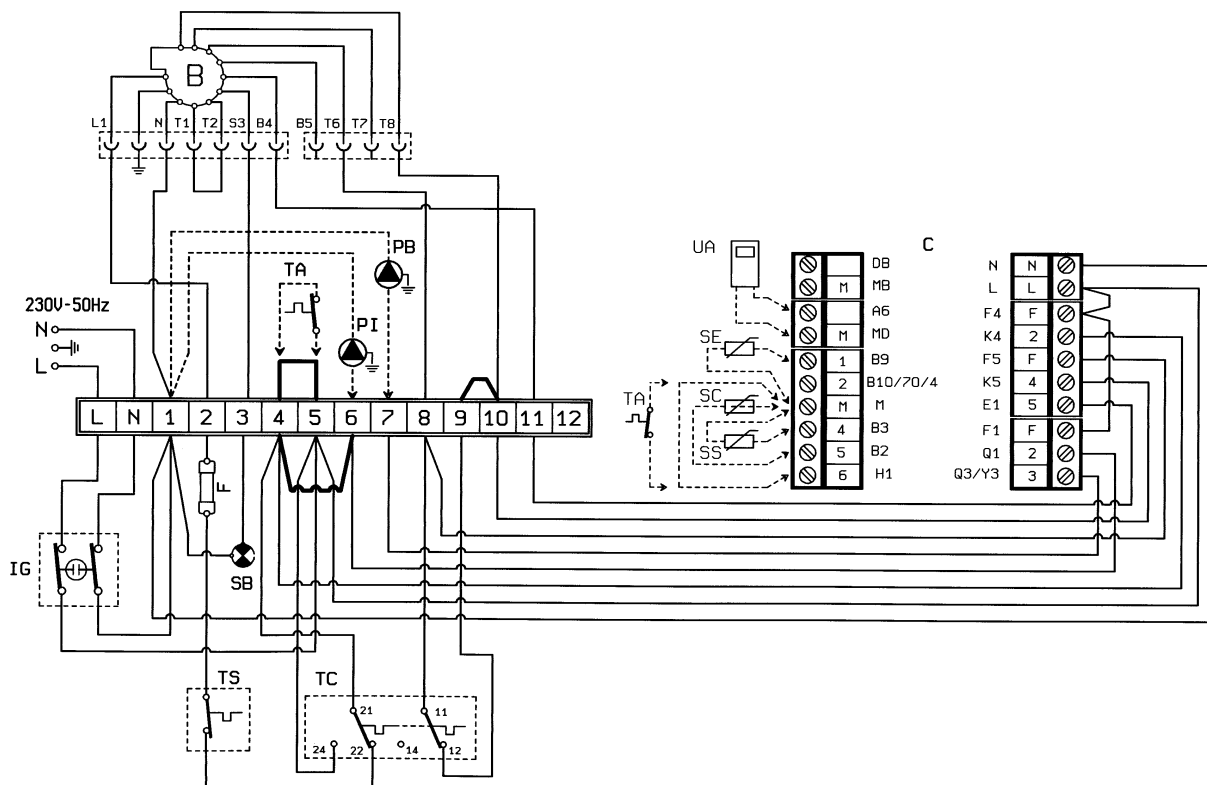 B
L1 N T1 T2 S3 B4 B5 T6 T7 T8
PB
TA
PI
230V-50Hz
N
L
L N 1 2 3 4 5 6 7 8 9 10 11 12
F
IG
SB
TS
TC
21
11
24 22 14 12
UA
C
DB
M MB
A6
M MD
SE
1 B9
2 B10/70/4
TA
SC
M M
4 B3
SS
5 B2
6 H1
N N
L L
F4 F
K4 2
F5 F
K5 4
E1 5
F1 F
Q1 2
Q3/Y3 3